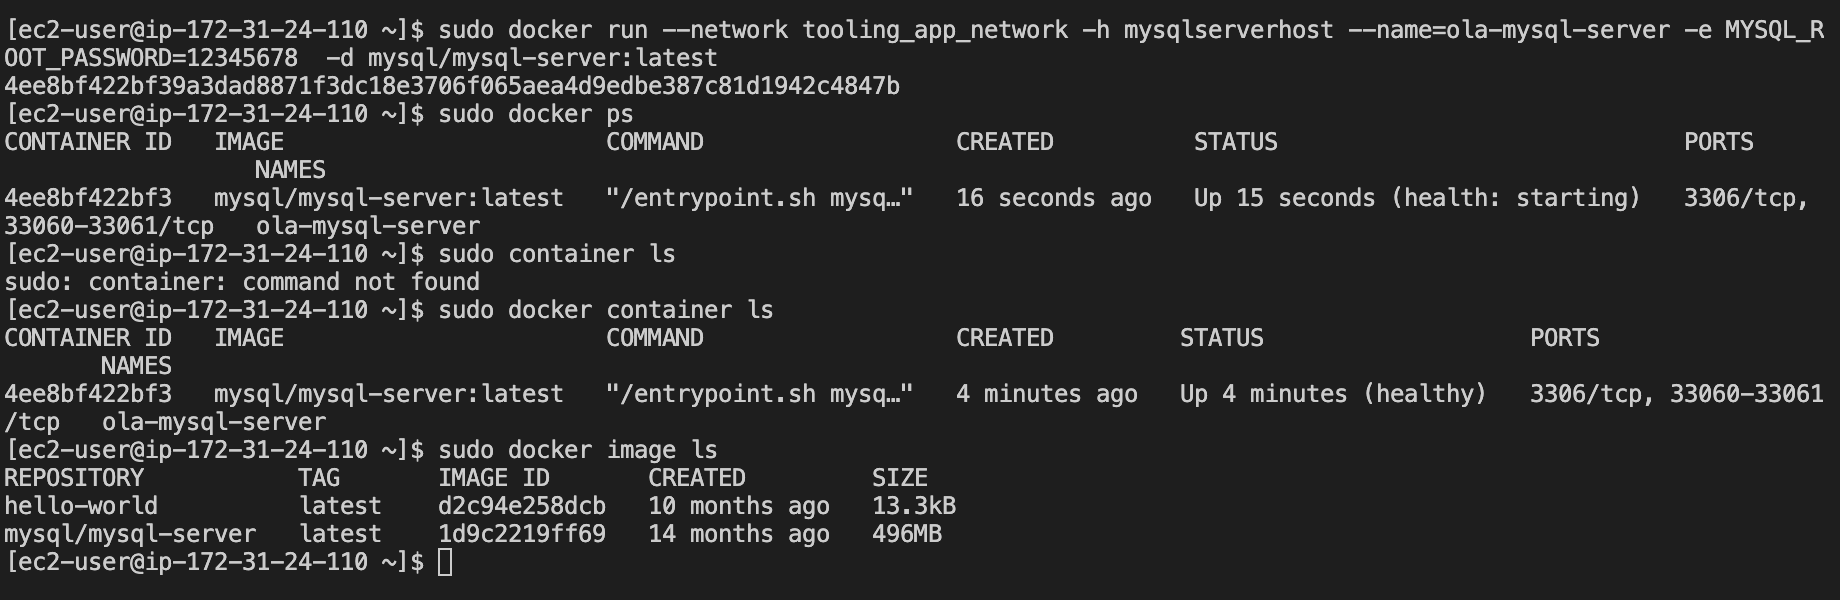 [ec2-user@ip-172-31-24-110 ~]$ sudo docker run --network tooling_app_network -h mysqlserverhost --name=ola-mysql-server -e MYSQL_R
OOT_PASSWORD=12345678  -d mysql/mysql-server:latest
4ee8bf422bf39a3dad8871f3dc18e3706f065aea4d9edbe387c81d1942c4847b
[ec2-user@ip-172-31-24-110 ~]$ sudo docker ps
CONTAINER ID   IMAGE                       COMMAND                  CREATED          STATUS                             PORTS
                  NAMES
4ee8bf422bf3   mysql/mysql-server:latest   "/entrypoint.sh mysq…"   16 seconds ago   Up 15 seconds (health: starting)   3306/tcp,
33060-33061/tcp   ola-mysql-server
[ec2-user@ip-172-31-24-110 ~]$ sudo container ls
sudo: container: command not found
[ec2-user@ip-172-31-24-110 ~]$ sudo docker container ls
CONTAINER ID   IMAGE                       COMMAND                  CREATED         STATUS                   PORTS
       NAMES
4ee8bf422bf3   mysql/mysql-server:latest   "/entrypoint.sh mysq…"   4 minutes ago   Up 4 minutes (healthy)   3306/tcp, 33060-33061
/tcp   ola-mysql-server
[ec2-user@ip-172-31-24-110 ~]$ sudo docker image ls
REPOSITORY           TAG       IMAGE ID       CREATED         SIZE
hello-world          latest    d2c94e258dcb   10 months ago   13.3kB
mysql/mysql-server   latest    1d9c2219ff69   14 months ago   496MB
[ec2-user@ip-172-31-24-110 ~]$